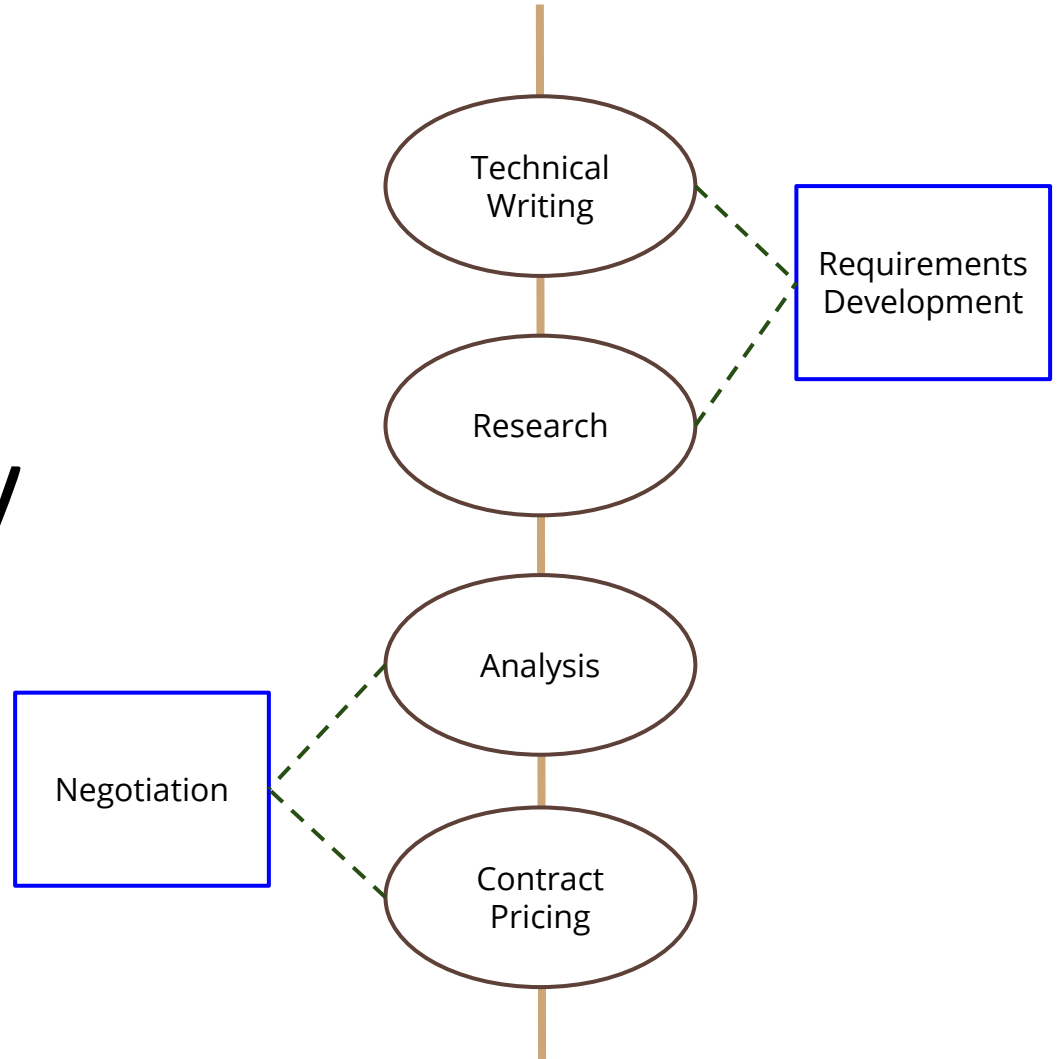 Technical
Writing
Requirements
Development
Research
Analysis
Negotiation
Contract
Pricing